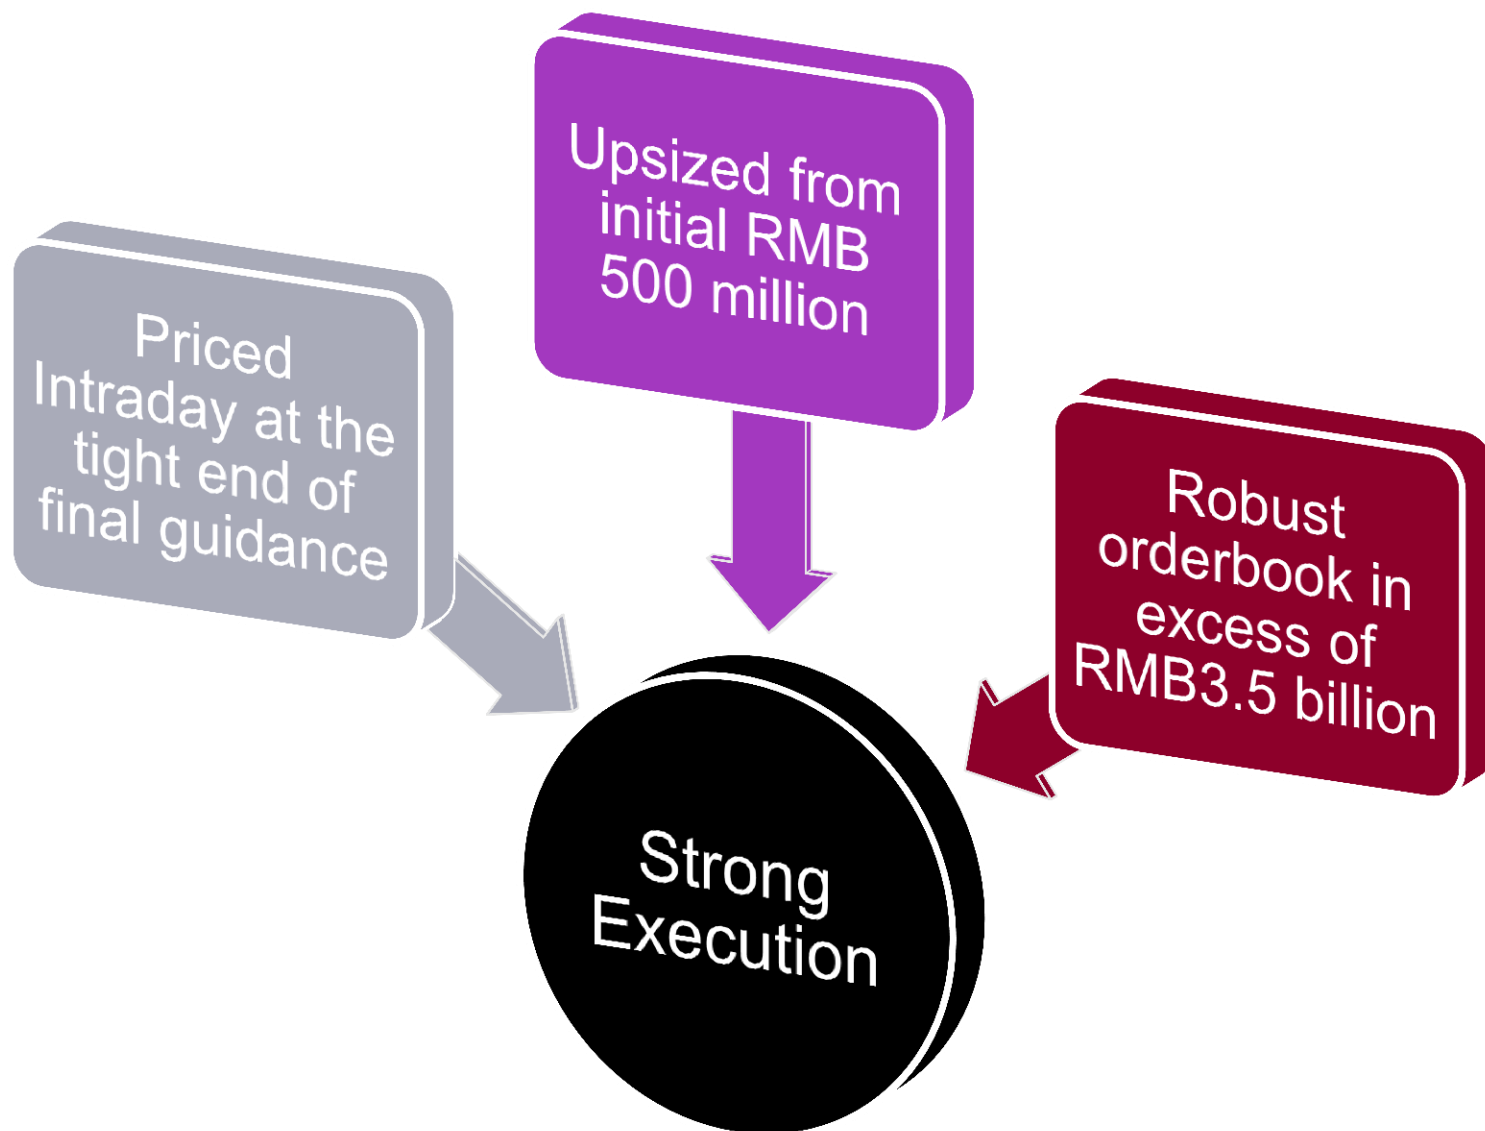 Priced
Intraday at the
tight end of
final guidance
Upsized from
initial RMB
500 million
Robust
orderbook in
excess of
RMB3.5 billion
Strong
Execution